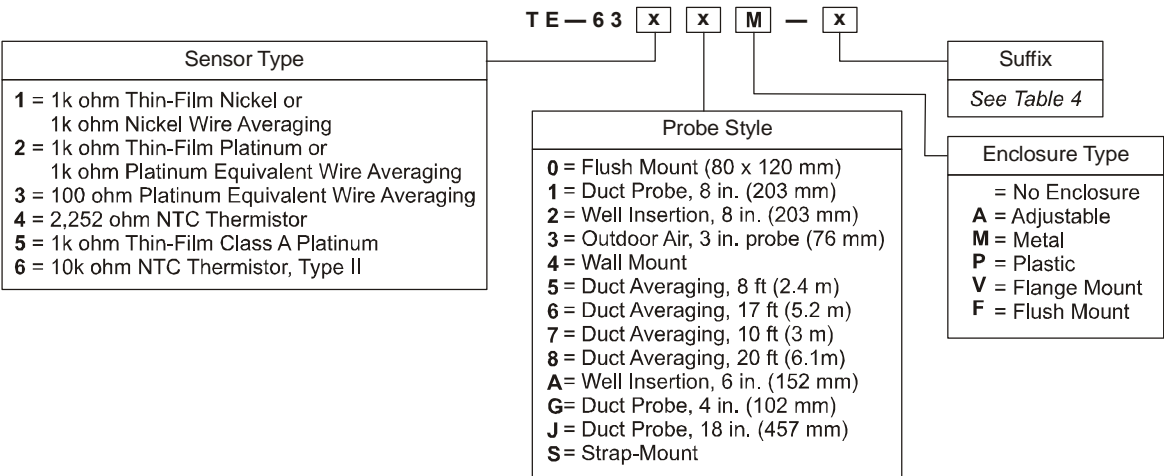 TE—63 x x M — x
Sensor Type
1 = 1k ohm Thin-Film Nickel or
1k ohm Nickel Wire Averaging
2 = 1k ohm Thin-Film Platinum or
1k ohm Platinum Equivalent Wire Averaging
3 = 100 ohm Platinum Equivalent Wire Averaging
4 = 2,252 ohm NTC Thermistor
5 = 1k ohm Thin-Film Class A Platinum
6 = 10k ohm NTC Thermistor, Type II
Probe Style
0 = Flush Mount (80 x 120 mm)
1 = Duct Probe, 8 in. (203 mm)
2 = Well Insertion, 8 in. (203 mm)
3 = Outdoor Air, 3 in. probe (76 mm)
4 = Wall Mount
5 = Duct Averaging, 8 ft (2.4 m)
6 = Duct Averaging, 17 ft (5.2 m)
7 = Duct Averaging, 10 ft (3 m)
8 = Duct Averaging, 20 ft (6.1m)
A= Well Insertion, 6 in. (152 mm)
G= Duct Probe, 4 in. (102 mm)
J = Duct Probe, 18 in. (457 mm)
S = Strap-Mount
Suffix
See Table 4
Enclosure Type
= No Enclosure
A = Adjustable
M = Metal
P = Plastic
V = Flange Mount
F = Flush Mount